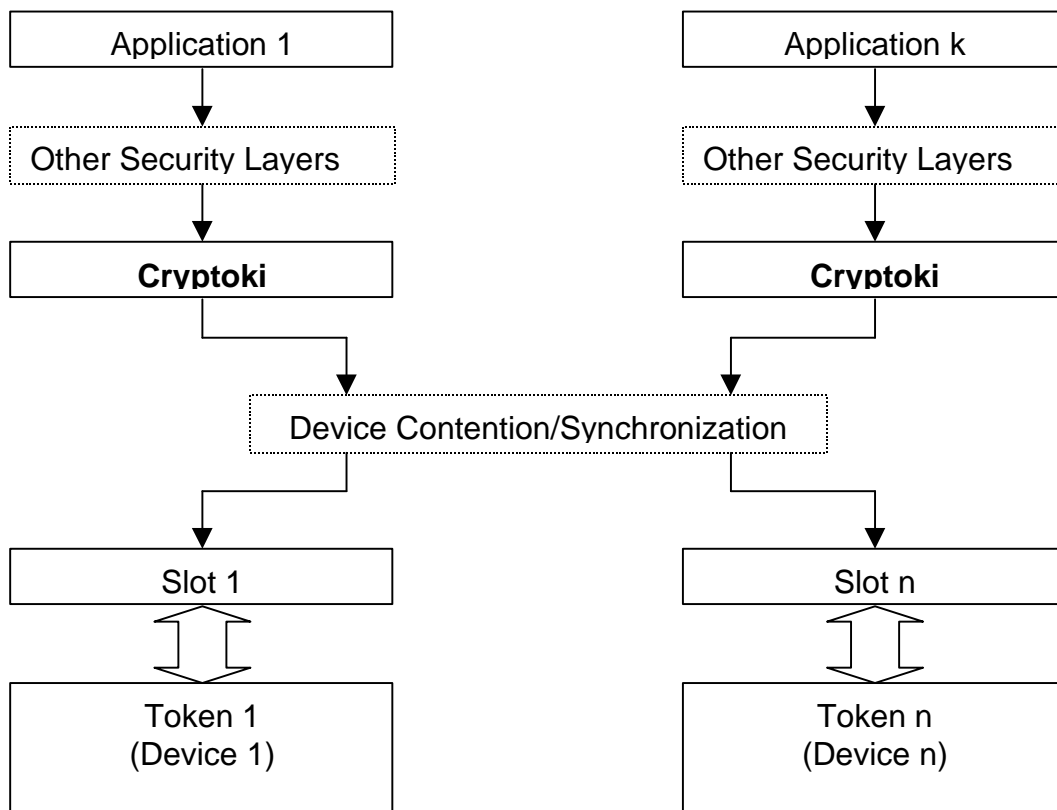 Application 1
Application k
Other Security Layers
Other Security Layers
Cryptoki
Cryptoki
Device Contention/Synchronization
Slot 1
Slot n
Token 1
(Device 1)
Token n
(Device n)